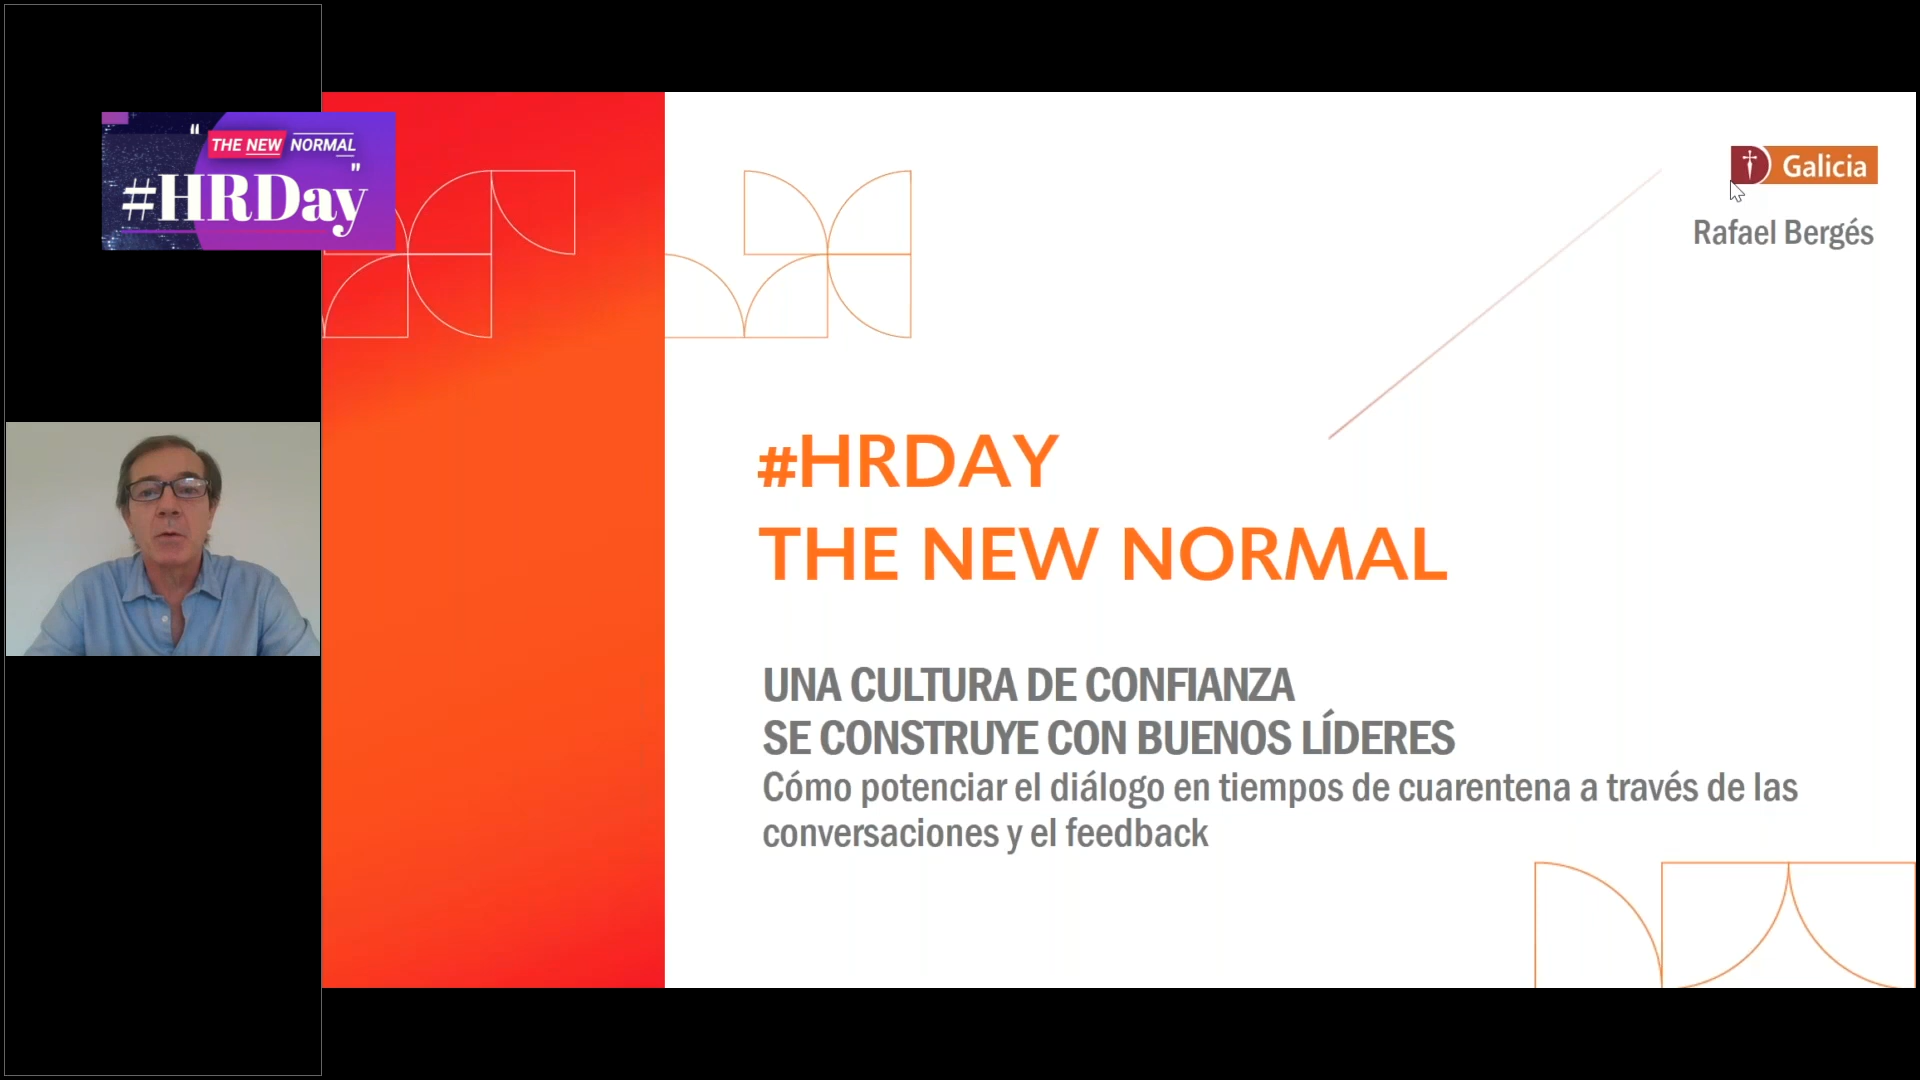 “
THE NEW NORMAL
#HRDay
”
Galicia
Rafael Bergés
#HRDAY
THE NEW NORMAL
UNA CULTURA DE CONFIANZA
SE CONSTRUYE CON BUENOS LÍDERES
Cómo potenciar el diálogo en tiempos de cuarentena a través de las
conversaciones y el feedback